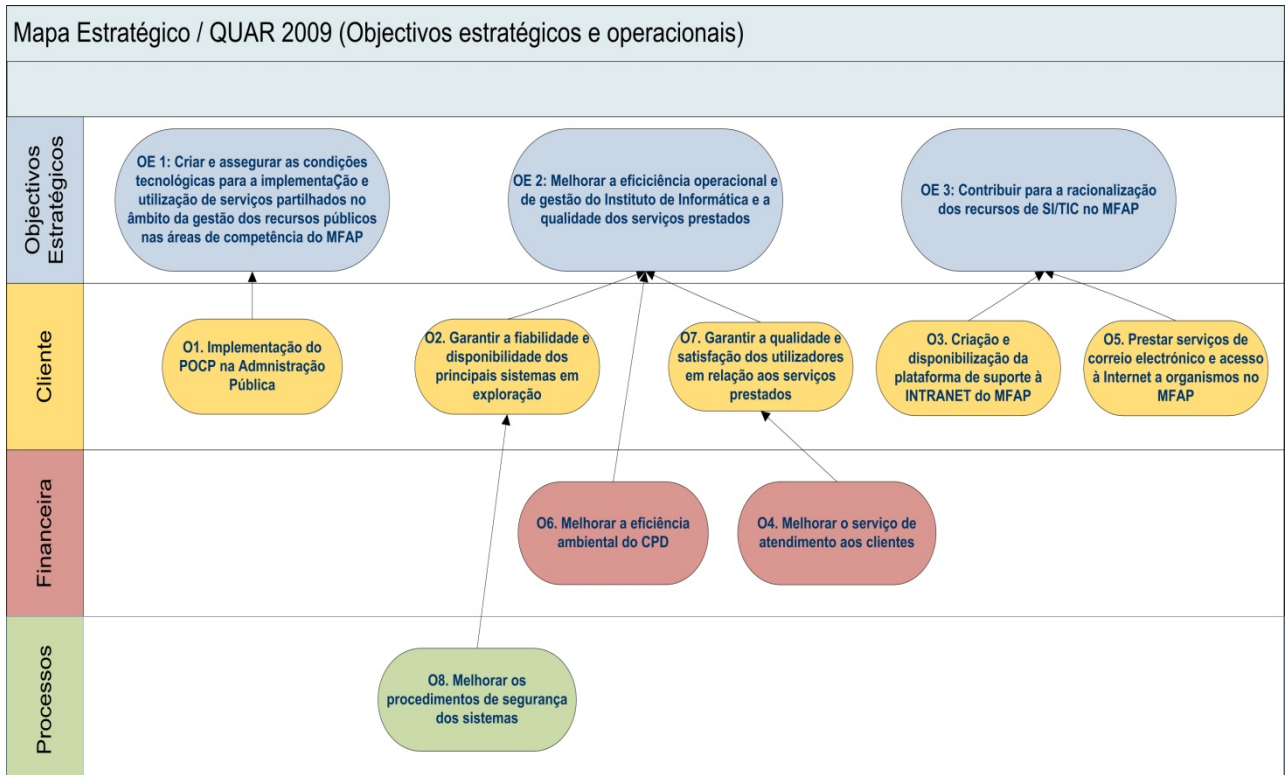 Mapa Estratégico / QUAR 2009 (Objectivos estratégicos e operacionais)
Objectivos
Estratégicos
OE 1: Criar e assegurar as condições
tecnológicas para a implementaÇão e
utilização de serviços partilhados no
âmbito da gestão dos recursos públicos
nas áreas de competência do MFAP
OE 2: Melhorar a eficiciência operacional e
de gestão do Instituto de Informática e a
qualidade dos serviços prestados
OE 3: Contribuir para a racionalização
dos recursos de SI/TIC no MFAP
Cliente
O1. Implementação do
POCP na Admnistração
Pública
O2. Garantir a fiabilidade e
disponibilidade dos
principais sistemas em
exploração
O7. Garantir a qualidade e
satisfação dos utilizadores
em relação aos serviços
prestados
O3. Criação e
disponibilização da
plataforma de suporte à
INTRANET do MFAP
O5. Prestar serviços de
correio electrónico e acesso
à Internet a organismos no
MFAP
Financeira
O6. Melhorar a eficiência
ambiental do CPD
O4. Melhorar o serviço de
atendimento aos clientes
Processos
O8. Melhorar os
procedimentos de segurança
dos sistemas